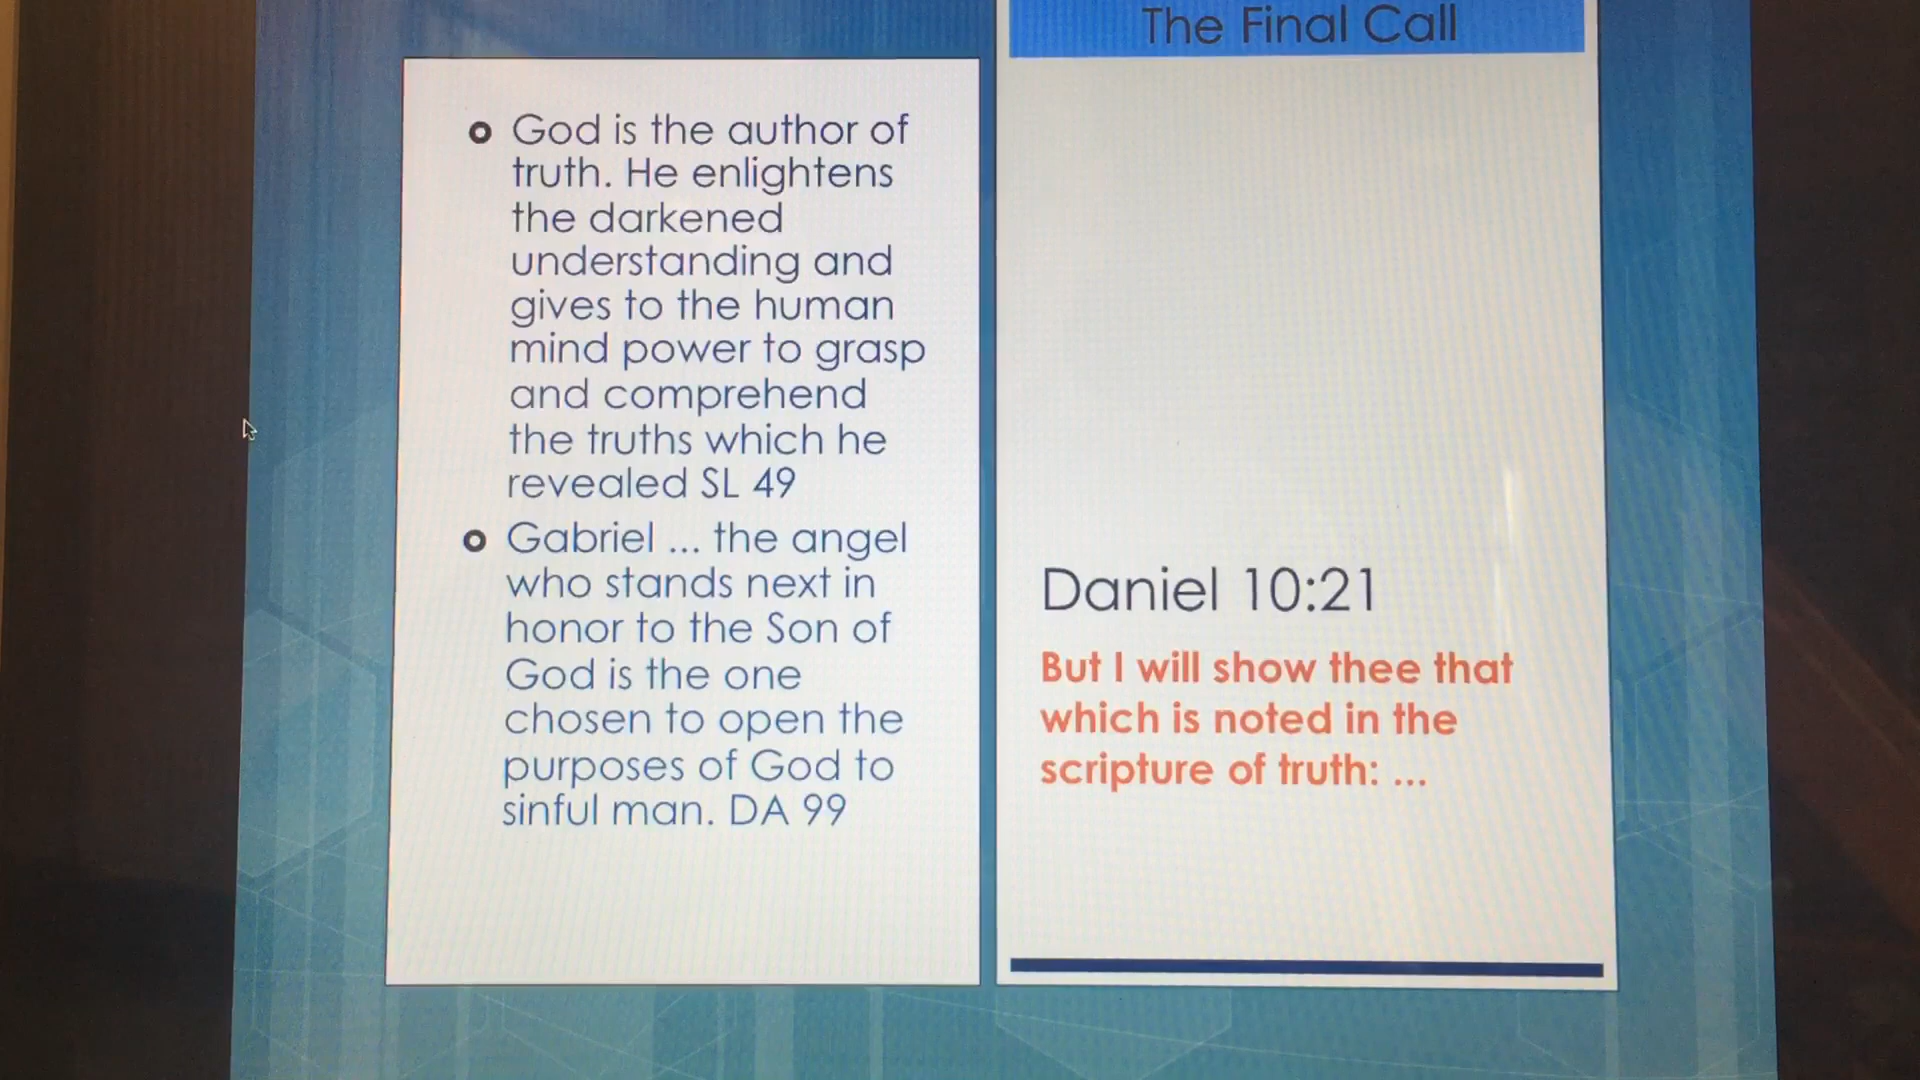 The Final Call
God is the author of
truth. He enlightens
the darkened
understanding and
gives to the human
mind power to grasp
and comprehend
the truths which he
revealed SL 49
Gabriel ... the angel
who stands next in
honor to the Son of
God is the one
chosen to open the
purposes of God to
sinful man. DA 99
Daniel 10:21
But I will show thee that
which is noted in the
scripture of truth: ...